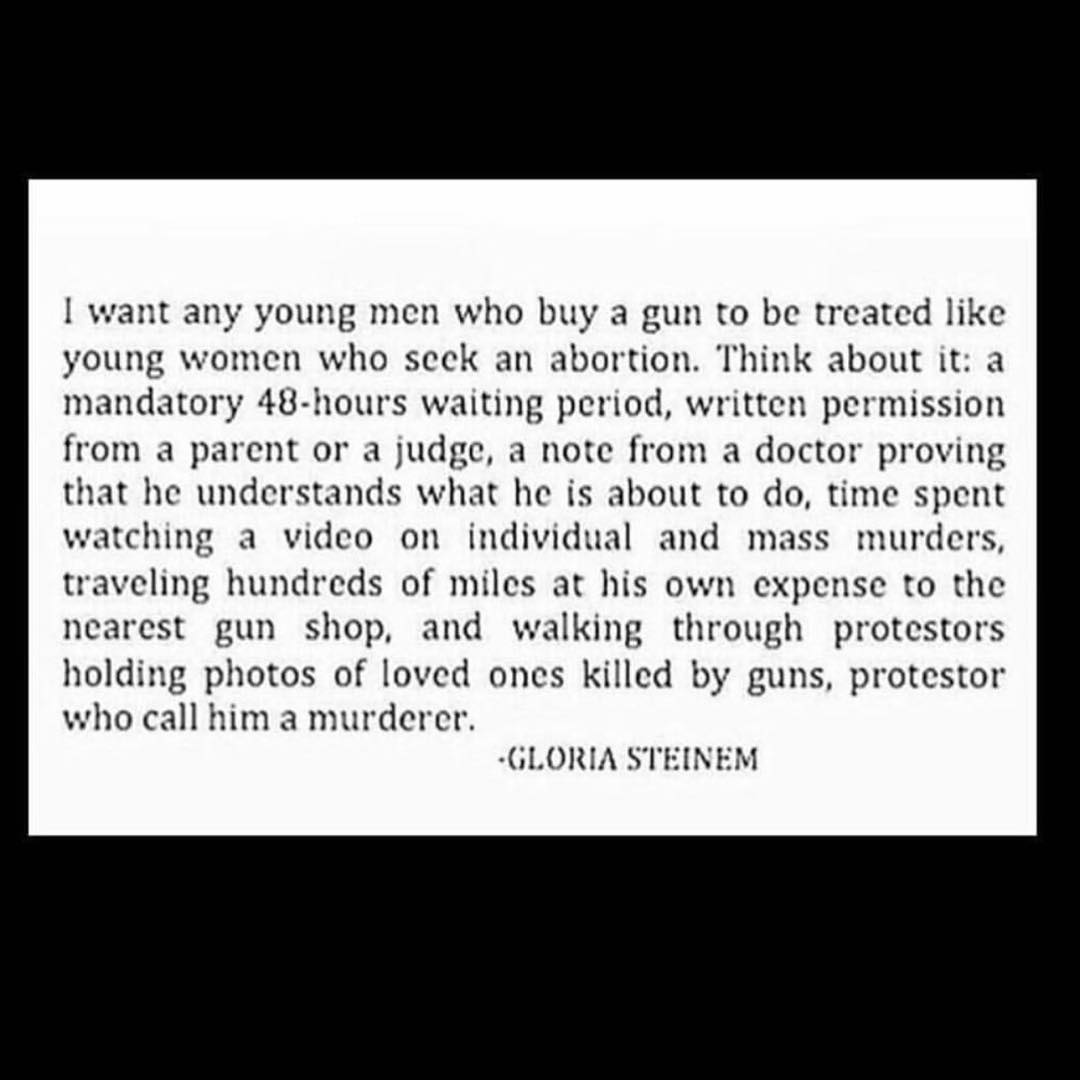 I want any young men who buy a gun to be treated like
young women who seek an abortion. Think about it: a
mandatory 48-hours waiting period, written permission
from a parent or a judge, a note from a doctor proving
that he understands what he is about to do, time spent
watching a video on individual and mass murders,
traveling hundreds of miles at his own expense to the
nearest gun shop, and walking through protestors
holding photos of loved ones killed by guns, protestor
who call him a murderer.
-GLORIA STEINEM